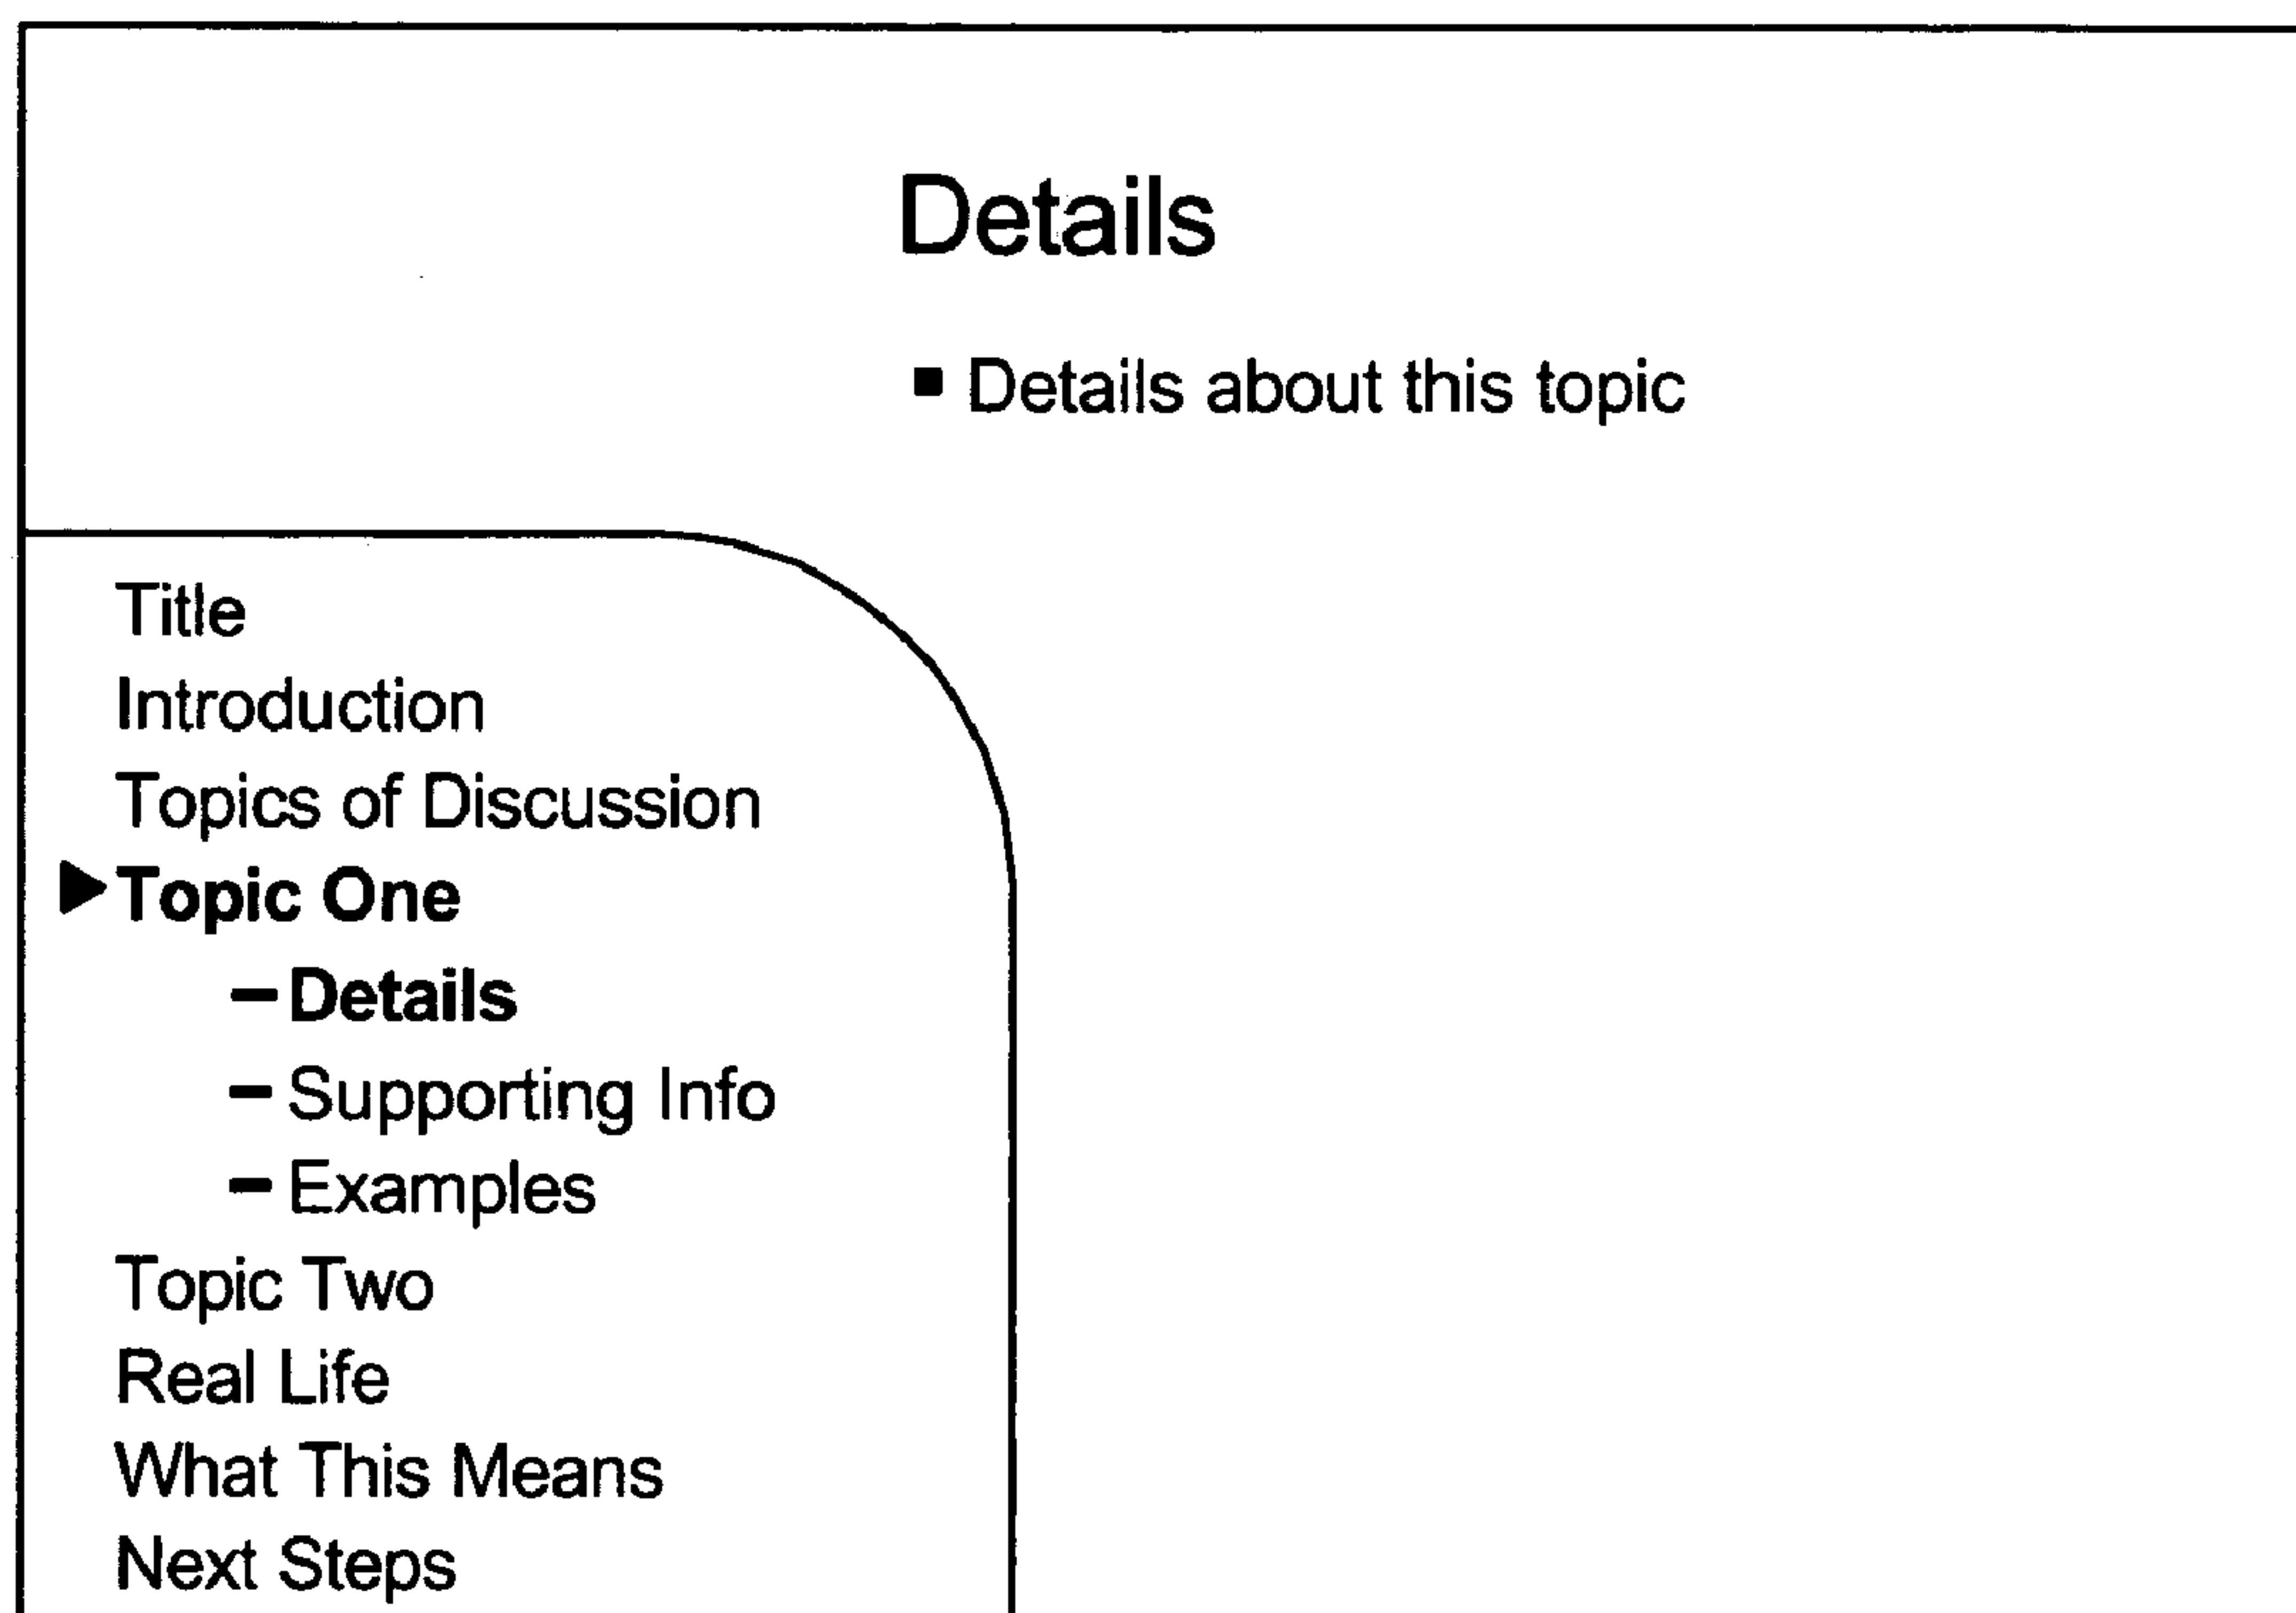 Details
▪ Details about this topic
Title
Introduction
Topics of Discussion
▶Topic One
– Details
– Supporting Info
– Examples
Topic Two
Real Life
What This Means
Next Steps